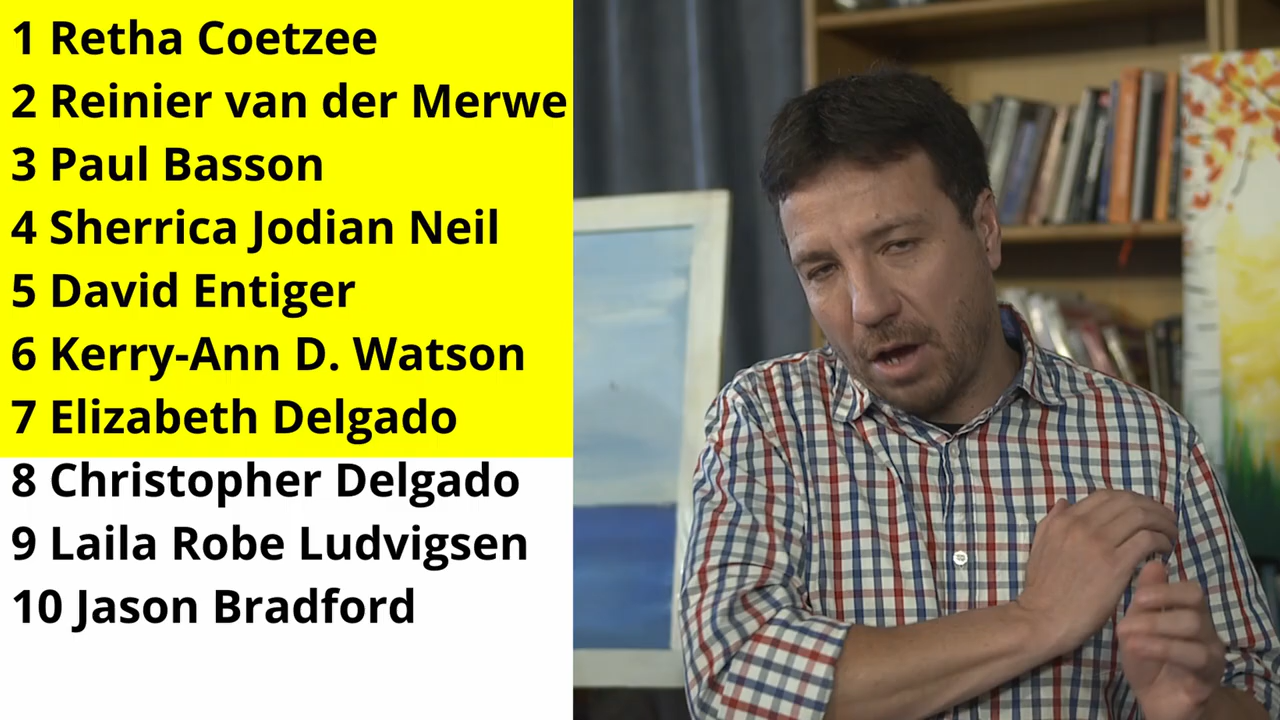 1 Retha Coetzee
2 Reinier van der Merwe
3 Paul Basson
4 Sherrica Jodian Neil
5 David Entiger
6 Kerry-Ann D. Watson
7 Elizabeth Delgado
8 Christopher Delgado
9 Laila Robe Ludvigsen
10 Jason Bradford